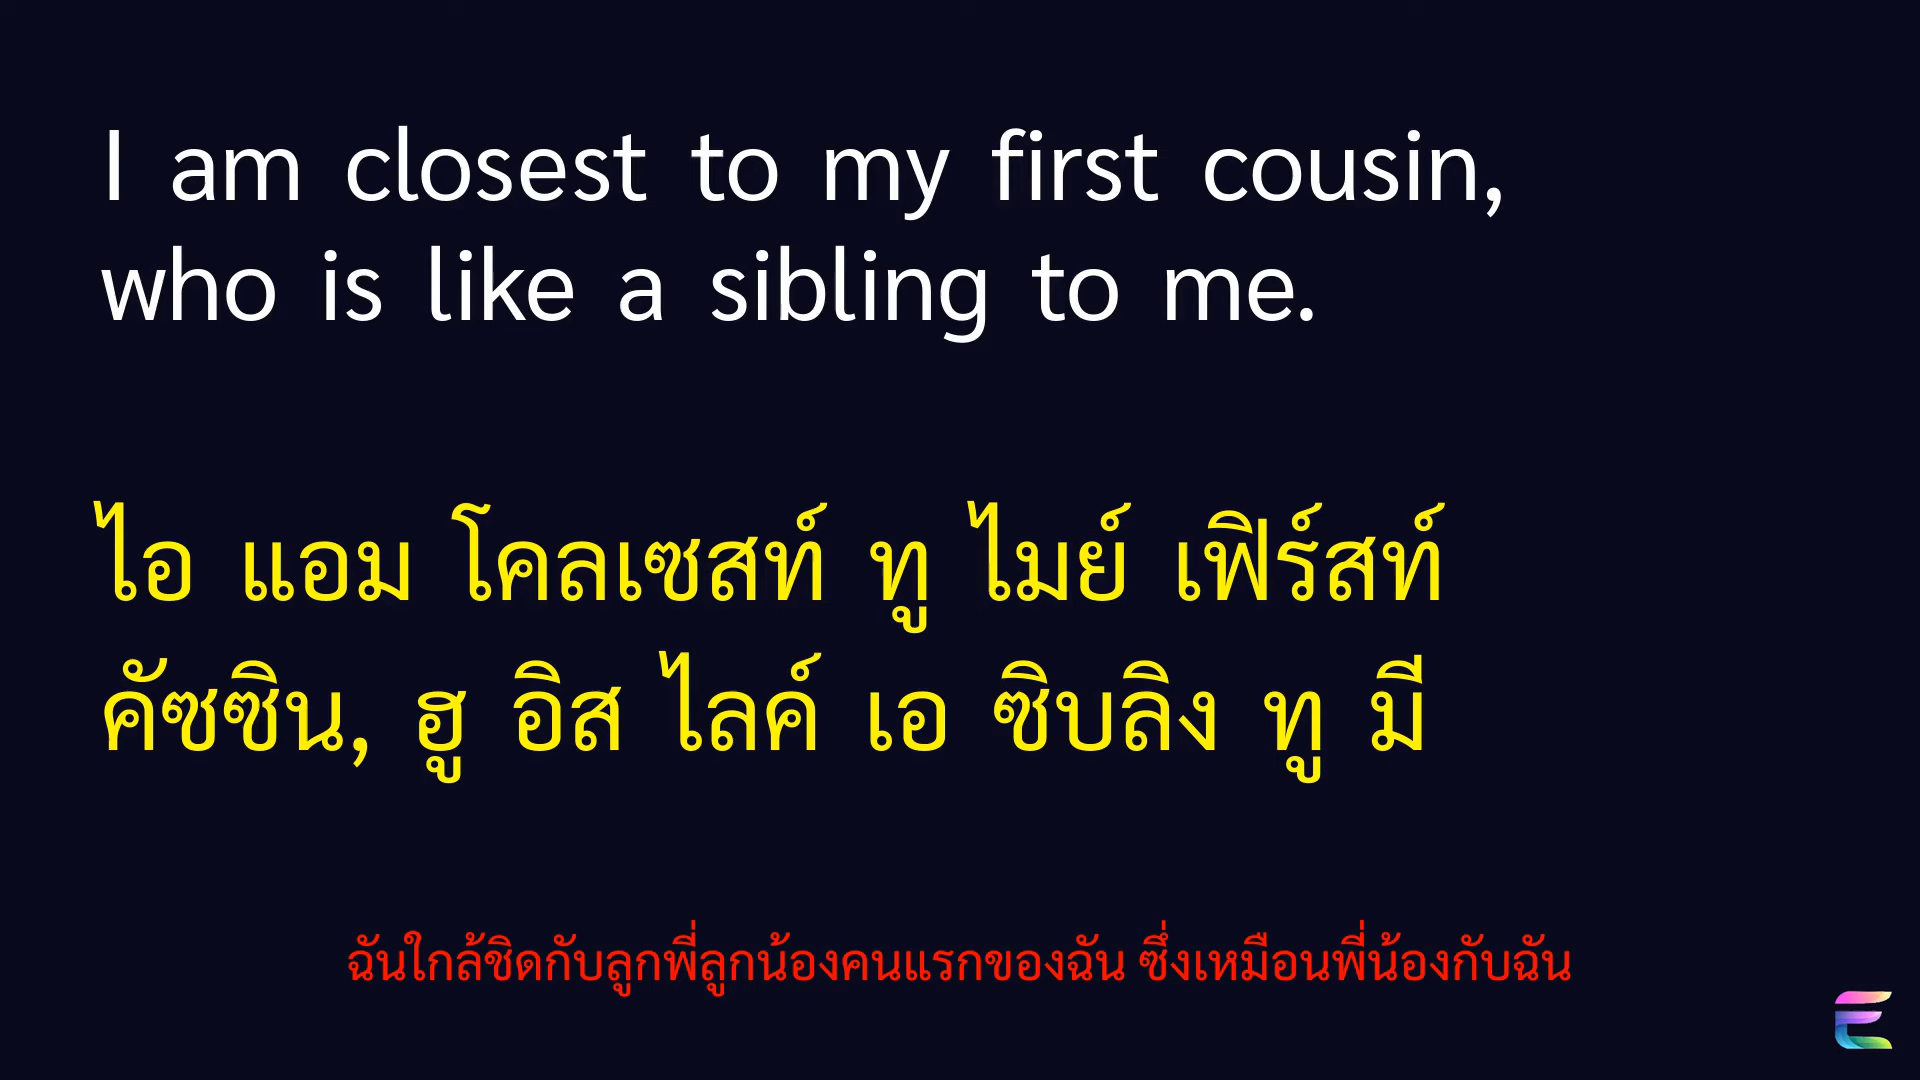 I am closest to my first cousin,
who is like a sibling to me.
ไอ แอม โคลเซสท์ ทู ไมย์ เฟิร์สท์
คัซซิน, ฮู อิส ไลค์ เอ ซิบลิง ทู มี
ฉันใกล้ชิดกับลูกพี่ลูกน้องคนแรกของฉัน ซึ่งเหมือนพี่น้องกับฉัน